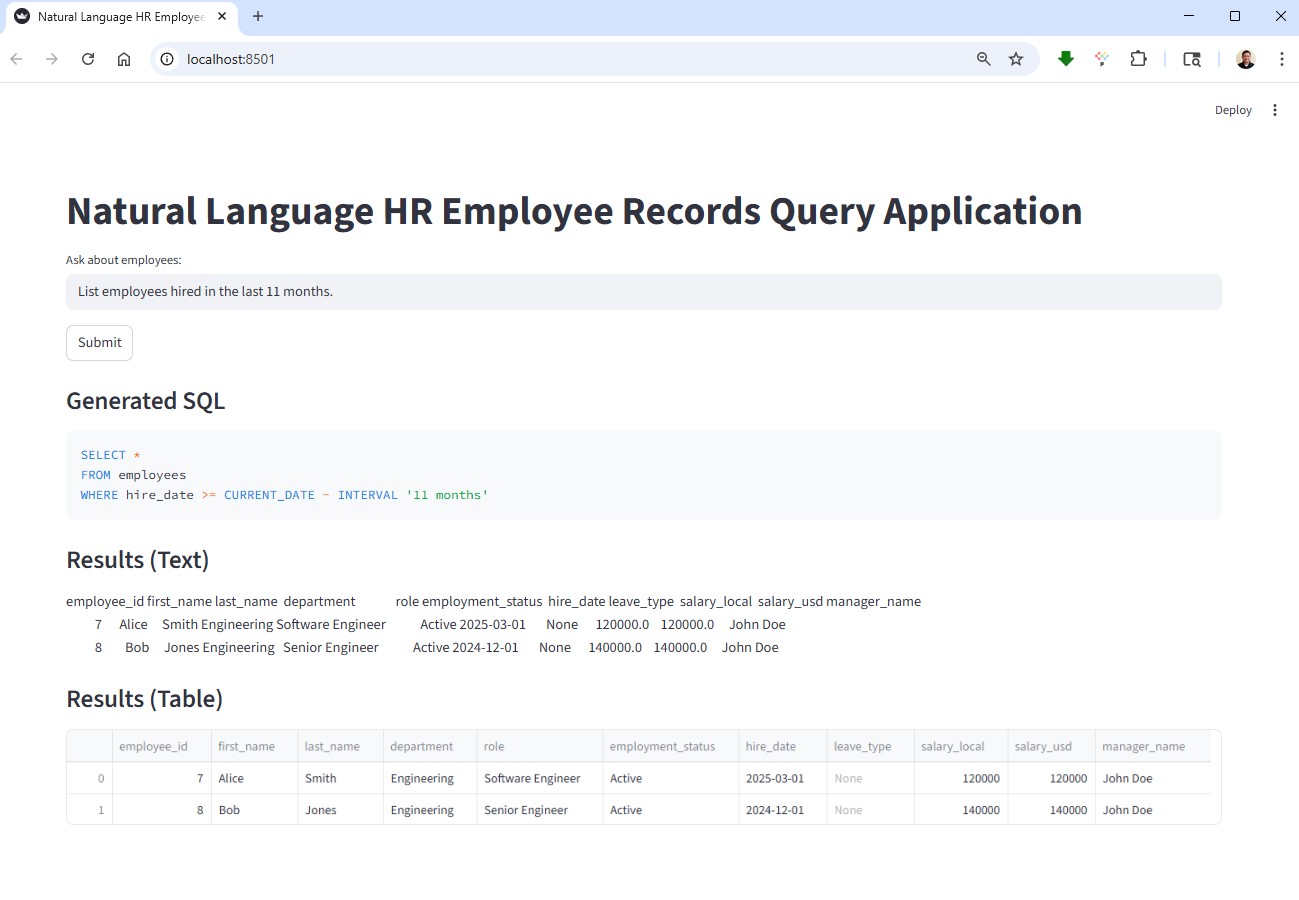 Natural Language HR Employee
localhost:8501
Deploy
Natural Language HR Employee Records Query Application
Ask about employees:
List employees hired in the last 11 months.
Submit
Generated SQL
SELECT *
FROM employees
WHERE hire_date >= CURRENT_DATE - INTERVAL '11 months'
Results (Text)
employee_id first_name last_name department role employment_status hire_date leave_type salary_local salary_usd manager_name
7 Alice Smith Engineering Software Engineer Active 2025-03-01 None 120000.0 120000.0 John Doe
8 Bob Jones Engineering Senior Engineer Active 2024-12-01 None 140000.0 140000.0 John Doe
Results (Table)
employee_id first_name last_name department role employment_status hire_date leave_type salary_local salary_usd manager_name
0 7 Alice Smith Engineering Software Engineer Active 2025-03-01 None 120000 120000 John Doe
1 8 Bob Jones Engineering Senior Engineer Active 2024-12-01 None 140000 140000 John Doe